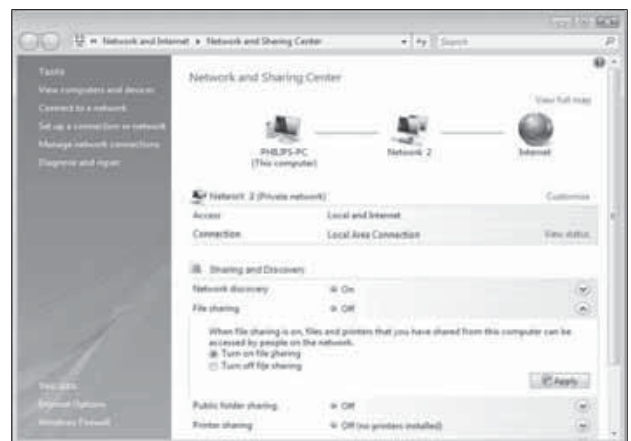 Network and Internet ▸ Network and Sharing Center
Search
Tasks
View computers and devices
Connect to a network
Set up a connection or network
Manage network connections
Diagnose and repair
Network and Sharing Center
View full map
PHILIPS-PC
(This computer)
Network 2
Internet
Network 2 (Private network)
Customize
Access
Local and Internet
Connection
Local Area Connection
View status
Sharing and Discovery
Network discovery
On
File sharing
Off
When file sharing is on, files and printers that you have shared from this computer can be
accessed by people on the network.
Turn on file sharing
Turn off file sharing
Apply
Public folder sharing
Off
Printer sharing
Off (no printers installed)
See also
Internet Options
Windows Firewall